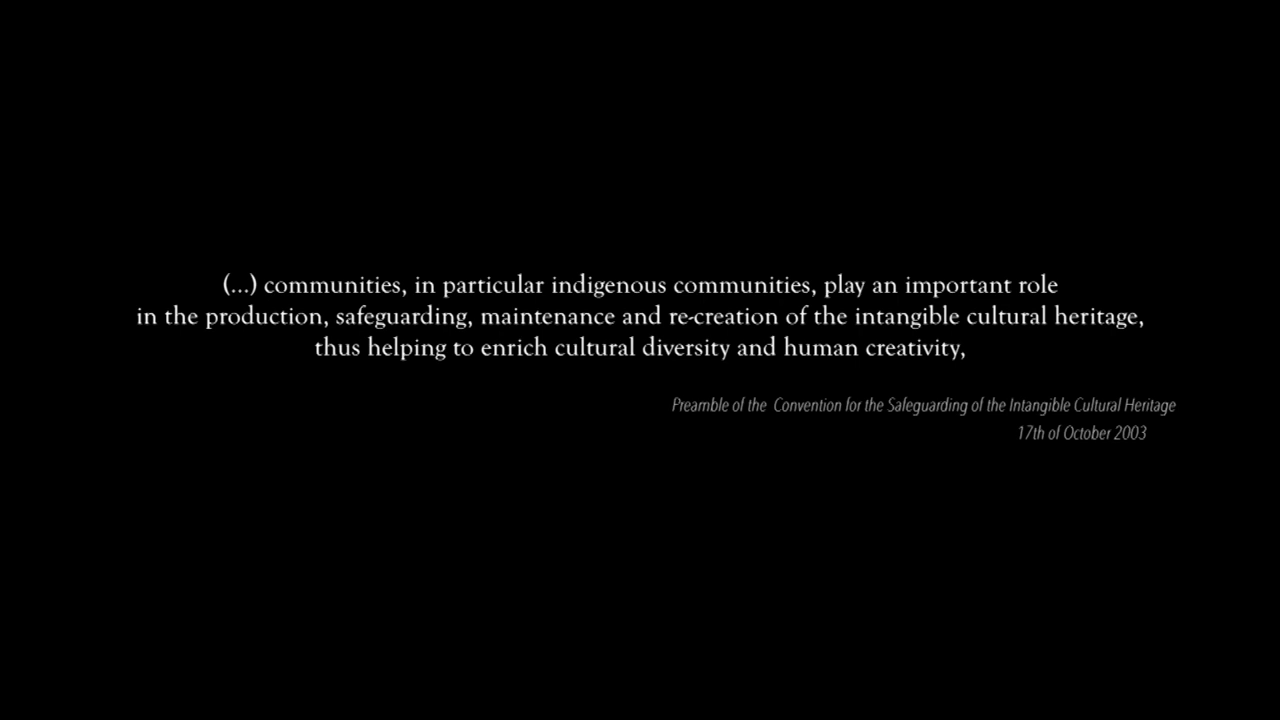 (...) communities, in particular indigenous communities, play an important role
in the production, safeguarding, maintenance and re-creation of the intangible cultural heritage,
thus helping to enrich cultural diversity and human creativity,
Preamble of the Convention for the Safeguarding of the Intangible Cultural Heritage
17th of October 2003